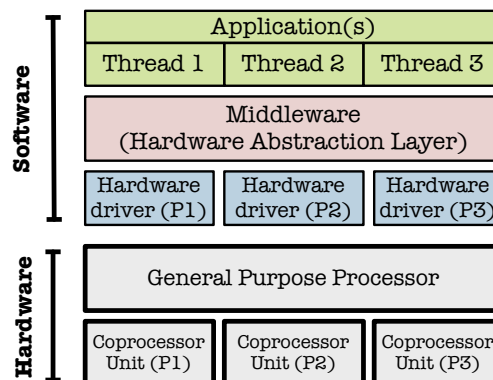 Software
Application(s)
Thread 1 Thread 2 Thread 3
Middleware
(Hardware Abstraction Layer)
Hardware driver (P1)
Hardware driver (P2)
Hardware driver (P3)
Hardware
General Purpose Processor
Coprocessor Unit (P1)
Coprocessor Unit (P2)
Coprocessor Unit (P3)